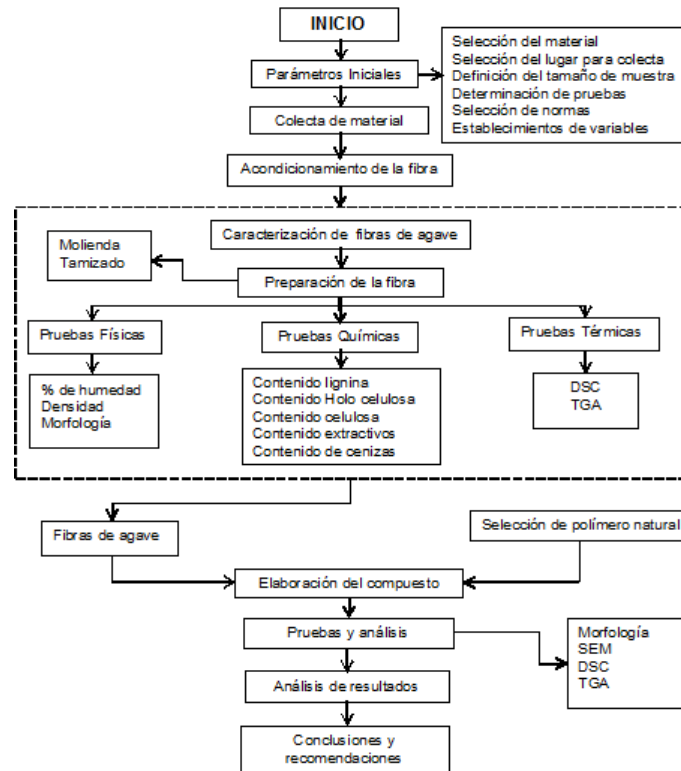 INICIO
Parámetros Iniciales
Selección del material
Selección del lugar para colecta
Definición del tamaño de muestra
Determinación de pruebas
Selección de normas
Establecimientos de variables
Colecta de material
Acondicionamiento de la fibra
Caracterización de fibras de agave
Molienda
Tamizado
Preparación de la fibra
Pruebas Físicas
Pruebas Químicas
Pruebas Térmicas
% de humedad
Densidad
Morfología
Contenido lignina
Contenido Holo celulosa
Contenido celulosa
Contenido extractivos
Contenido de cenizas
DSC
TGA
Fibras de agave
Selección de polímero natural
Elaboración del compuesto
Pruebas y análisis
Morfología
SEM
DSC
TGA
Análisis de resultados
Conclusiones y
recomendaciones